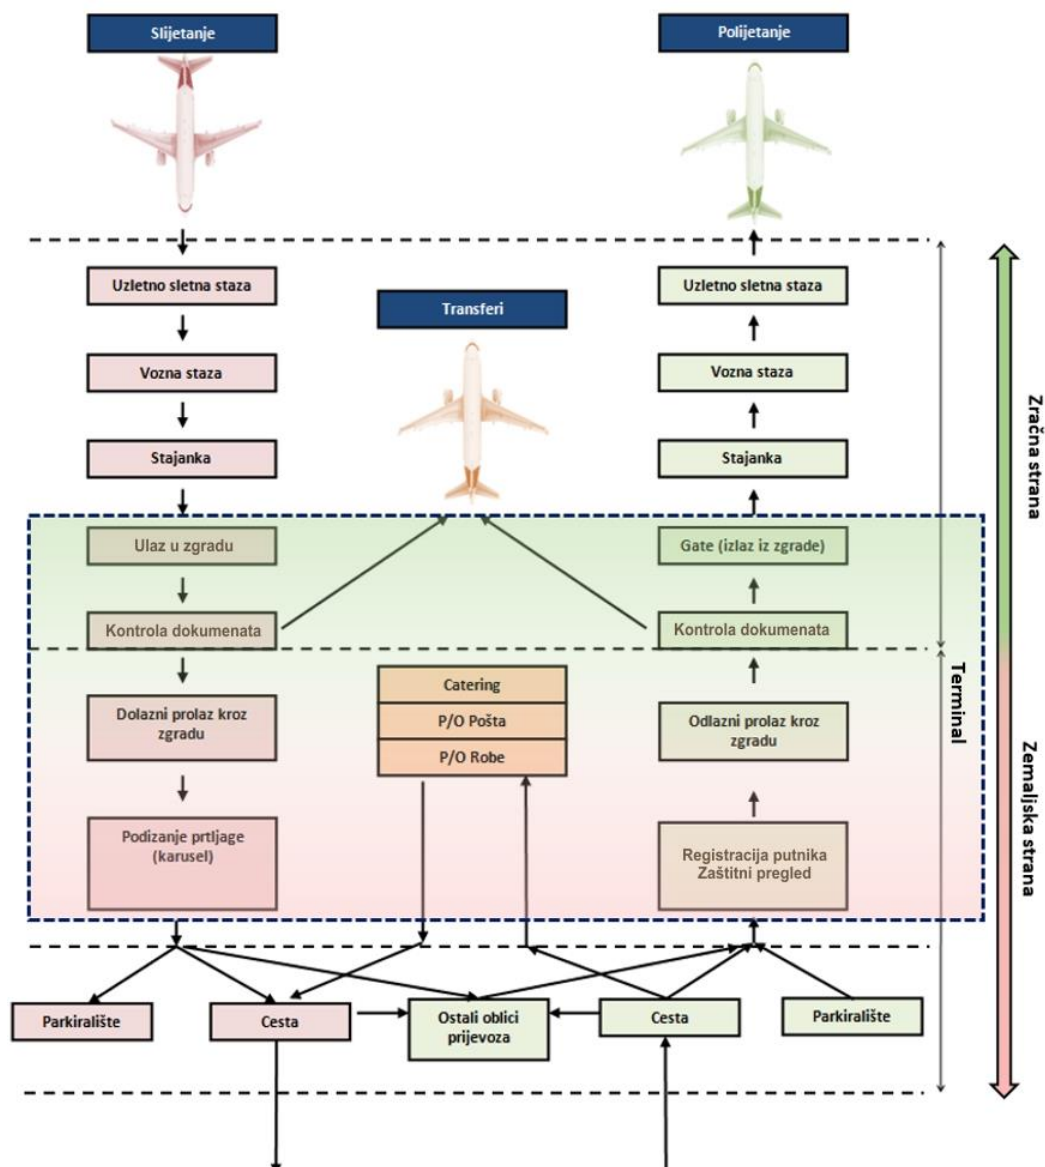 Slijetanje
Polijetanje
Uzletno sletna staza
Transferi
Uzletno sletna staza
Vozna staza
Vozna staza
Stajanka
Stajanka
Zračna strana
Ulaz u zgradu
Gate (izlaz iz zgrade)
Kontrola dokumenata
Kontrola dokumenata
Terminal
Catering
P/O Pošta
P/O Robe
Dolazni prolaz kroz
zgradu
Odlazni prolaz kroz
zgradu
Zemaljska strana
Podizanje prtljage
(karusel)
Registracija putnika
Zaštitni pregled
Parkiralište
Cesta
Ostali oblici
prijevoza
Cesta
Parkiralište